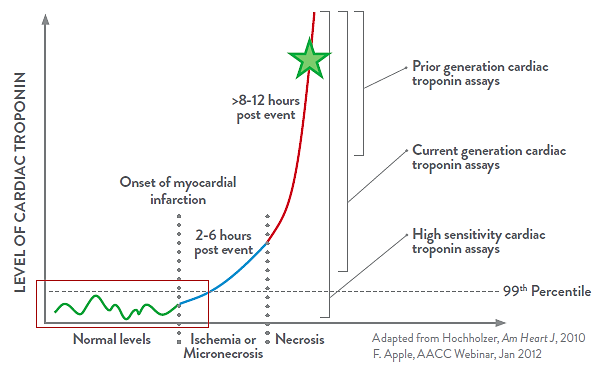 LEVEL OF CARDIAC TROPONIN
Prior generation cardiac
troponin assays
>8-12 hours
post event
Current generation cardiac
troponin assays
Onset of myocardial
infarction
2-6 hours
post event
High sensitivity cardiac
troponin assays
99th Percentile
Normal levels
Ischemia or
Micronecrosis
Necrosis
Adapted from Hochholzer, Am Heart J, 2010
F. Apple, AACC Webinar, Jan 2012